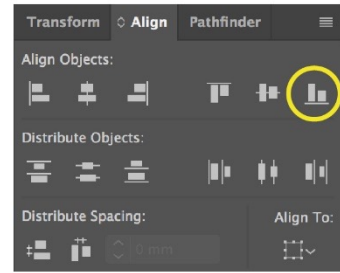 Transform Align Pathfinder
Align Objects:
Distribute Objects:
Distribute Spacing: Align To:
0 mm